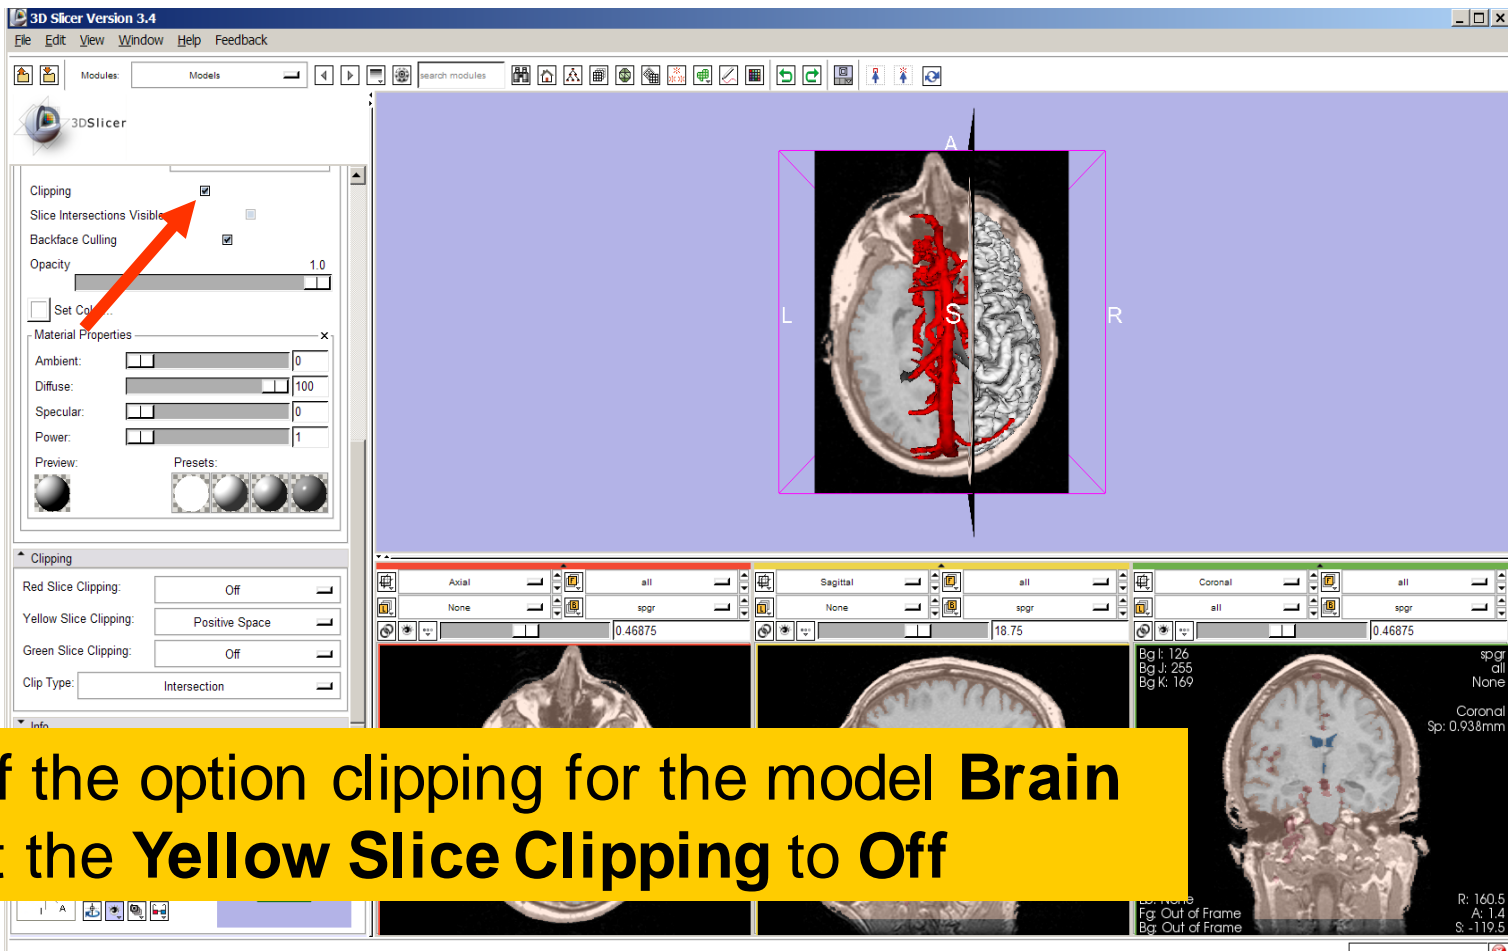 3D Slicer Version 3.4
File Edit View Window Help Feedback
Modules: Models search modules
3DSlicer
Clipping
Slice Intersections Visible
Backface Culling
Opacity 1.0
Set Col
Material Properties
Ambient: 0
Diffuse: 100
Specular: 0
Power: 1
Preview: Presets:
Clipping
Red Slice Clipping: Off
Yellow Slice Clipping: Positive Space
Green Slice Clipping: Off
Clip Type: Intersection
Info
A
L
S
R
Axial all
None spgr
0.46875
Sagittal all
None spgr
18.75
Coronal all
all spgr
0.46875
Bg I: 126
Bg J: 255
Bg K: 169
spgr
all
None
Coronal
Sp: 0.938mm
f the option clipping for the model Brain
t the Yellow Slice Clipping to Off
A
Lb: None
Fg: Out of Frame
Bg: Out of Frame
R: 160.5
A: 1.4
S: -119.5